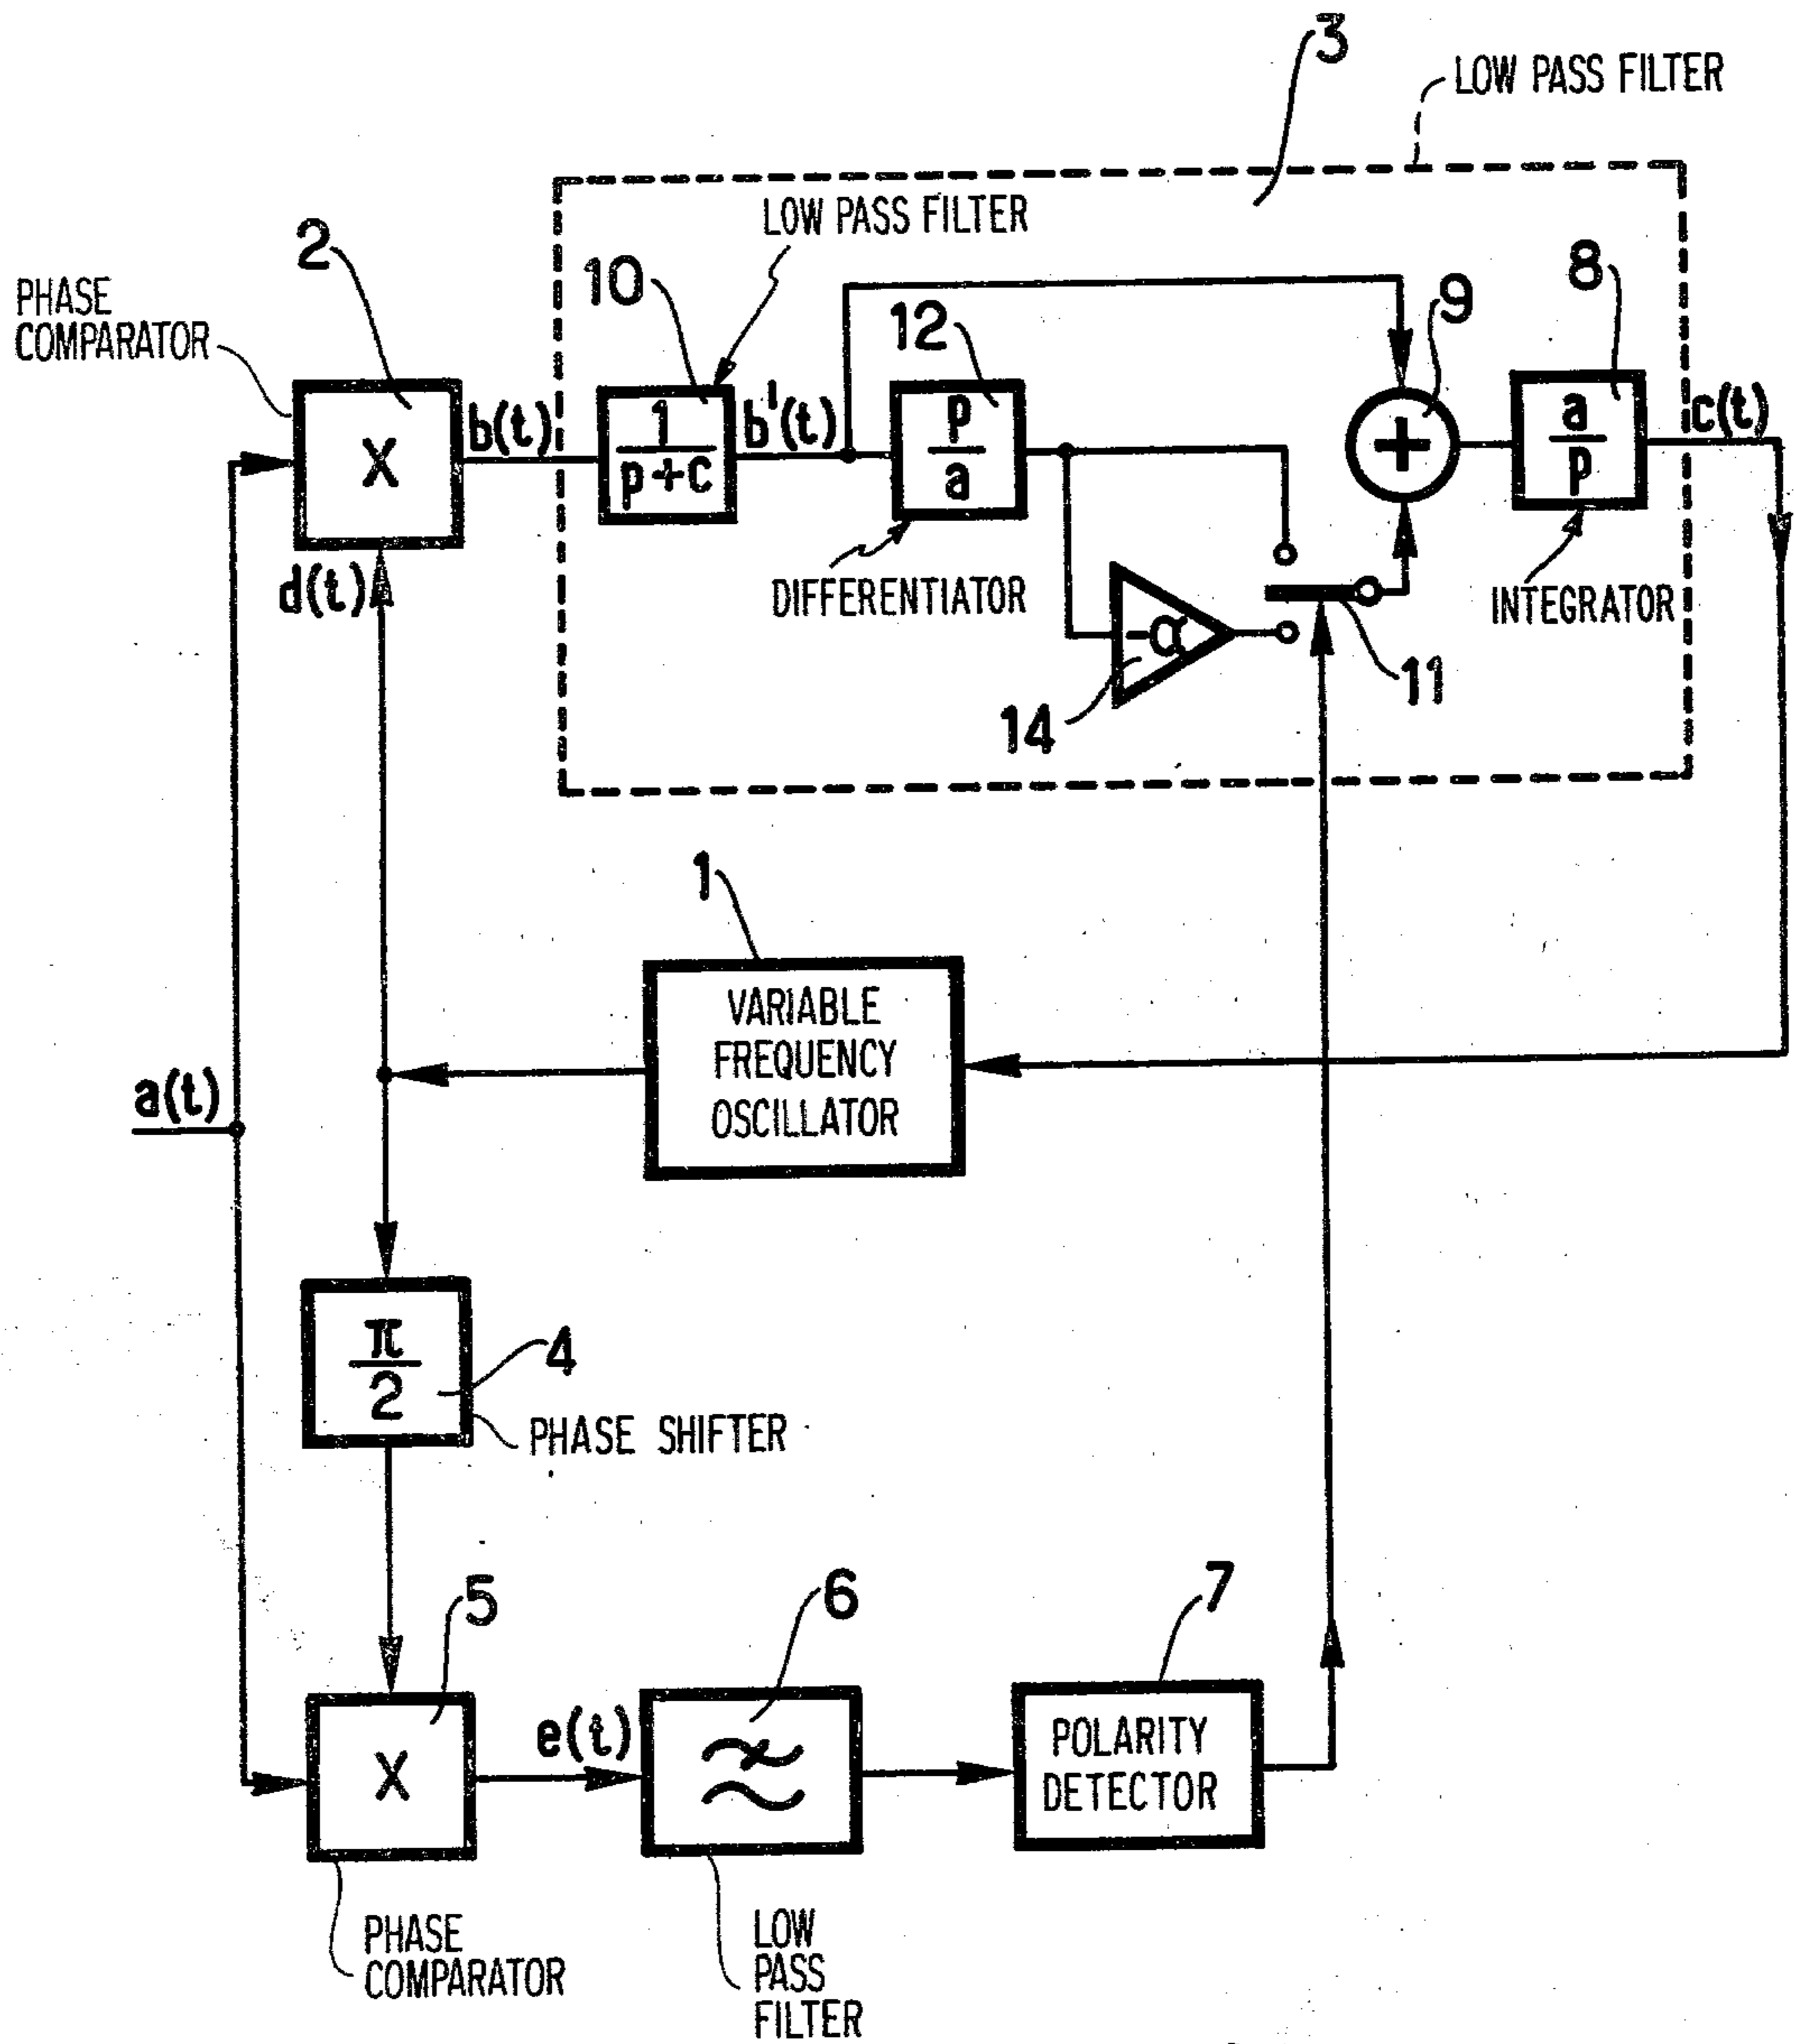 3
LOW PASS FILTER
LOW PASS FILTER
2
10
12
9
8
PHASE
COMPARATOR
X
b(t)
1
p+c
b'(t)
P
a
+
a
P
c(t)
d(t)
DIFFERENTIATOR
INTEGRATOR
-α
14
11
1
VARIABLE
FREQUENCY
OSCILLATOR
a(t)
π
2
4
PHASE SHIFTER
5
6
7
X
e(t)
POLARITY
DETECTOR
PHASE
COMPARATOR
LOW
PASS
FILTER